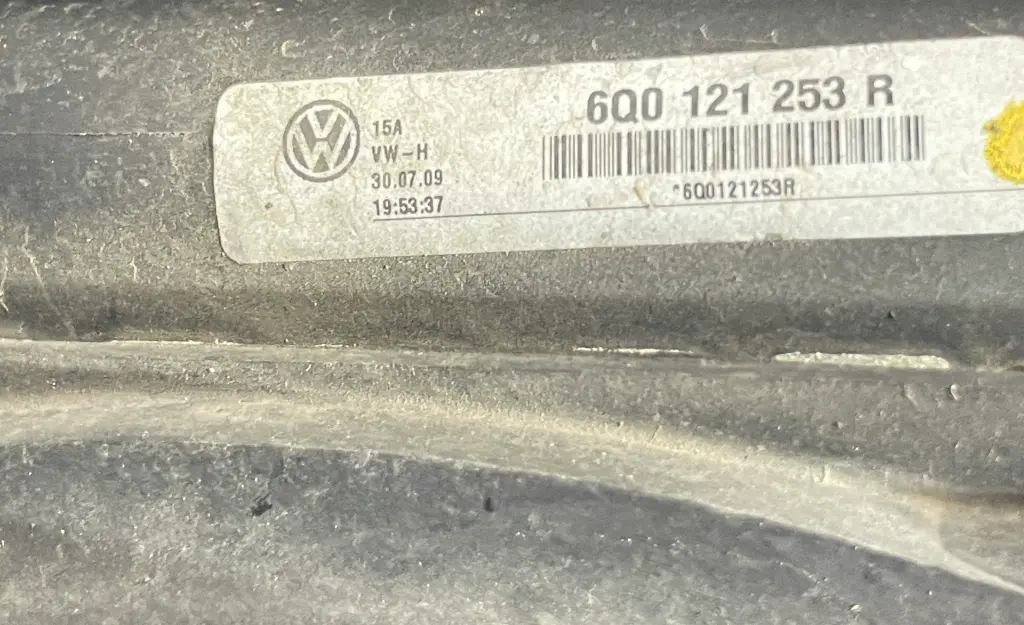 6Q0 121 253 R
15A
VW-H
30.07.09
19:53:37
*6Q0121253R